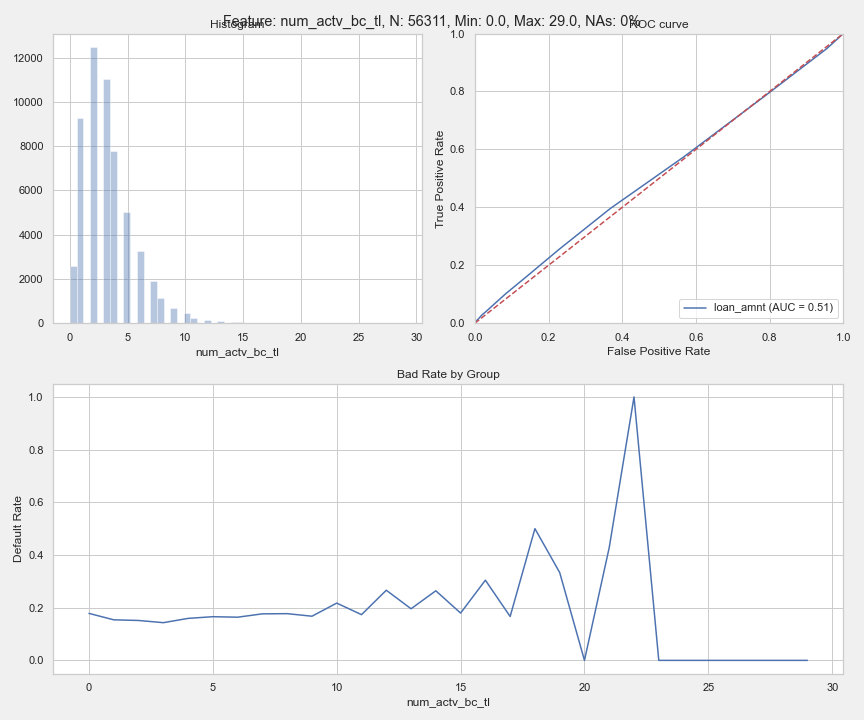 Feature: num_actv_bc_tl, N: 56311, Min: 0.0, Max: 29.0, NAs: 0%
Histogram
ROC curve
12000
10000
8000
6000
4000
2000
0
0 5 10 15 20 25 30
num_actv_bc_tl
True Positive Rate
1.0
0.8
0.6
0.4
0.2
0.0
loan_amnt (AUC = 0.51)
0.0 0.2 0.4 0.6 0.8 1.0
False Positive Rate
Bad Rate by Group
Default Rate
1.0
0.8
0.6
0.4
0.2
0.0
0 5 10 15 20 25 30
num_actv_bc_tl